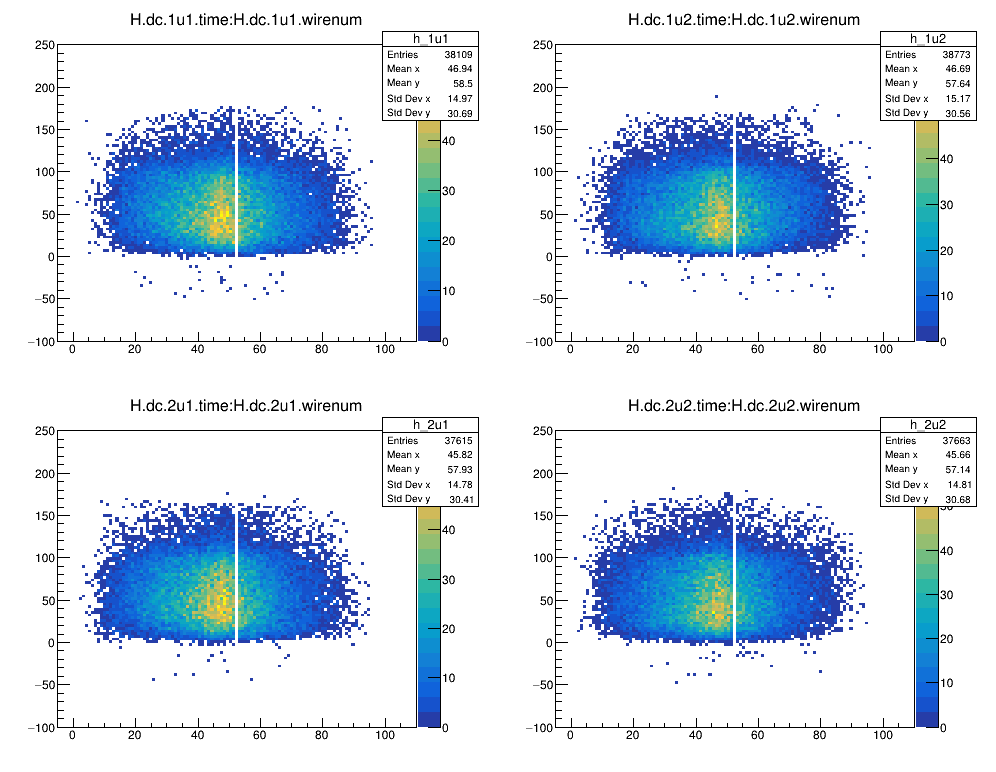 H.dc.1u1.time:H.dc.1u1.wirenum
h_1u1
Entries 38109
Mean x 46.94
Mean y 58.5
Std Dev x 14.97
Std Dev y 30.69
250
200
150
100
50
0
−50
−100
0 20 40 60 80 100
40
30
20
10
0
H.dc.1u2.time:H.dc.1u2.wirenum
h_1u2
Entries 38773
Mean x 46.69
Mean y 57.64
Std Dev x 15.17
Std Dev y 30.56
250
200
150
100
50
0
−50
−100
0 20 40 60 80 100
40
30
20
10
0
H.dc.2u1.time:H.dc.2u1.wirenum
h_2u1
Entries 37615
Mean x 45.82
Mean y 57.93
Std Dev x 14.78
Std Dev y 30.41
250
200
150
100
50
0
−50
−100
0 20 40 60 80 100
40
30
20
10
0
H.dc.2u2.time:H.dc.2u2.wirenum
h_2u2
Entries 37663
Mean x 45.66
Mean y 57.14
Std Dev x 14.81
Std Dev y 30.68
250
200
150
100
50
0
−50
−100
0 20 40 60 80 100
50
40
30
20
10
0